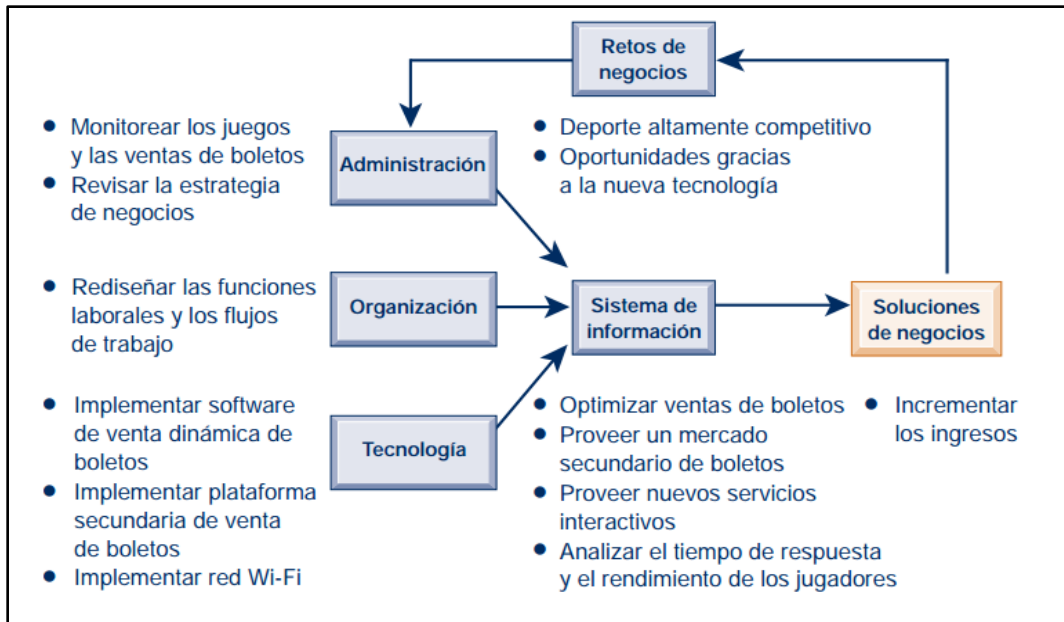 Retos de
negocios
● Monitorear los juegos
y las ventas de boletos
● Revisar la estrategia
de negocios
Administración
● Deporte altamente competitivo
● Oportunidades gracias
a la nueva tecnología
● Rediseñar las funciones
laborales y los flujos
de trabajo
Organización
Sistema de
información
Soluciones
de negocios
● Implementar software
de venta dinámica de
boletos
● Implementar plataforma
secundaria de venta
de boletos
● Implementar red Wi-Fi
Tecnología
● Optimizar ventas de boletos
● Proveer un mercado
secundario de boletos
● Proveer nuevos servicios
interactivos
● Analizar el tiempo de respuesta
y el rendimiento de los jugadores
● Incrementar
los ingresos